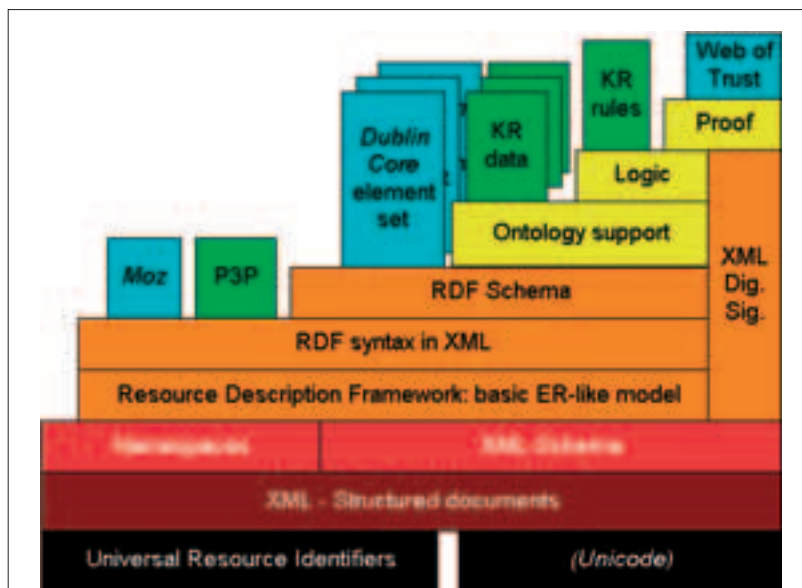 Web of
Trust
KR
rules
Proof
Dublin
Core
element
set
KR
data
Logic
Ontology support
XML
Dig.
Sig.
Moz
P3P
RDF Schema
RDF syntax in XML
Resource Description Framework: basic ER-like model
Namespaces
XML-Schema
XML - Structured documents
Universal Resource Identifiers
(Unicode)